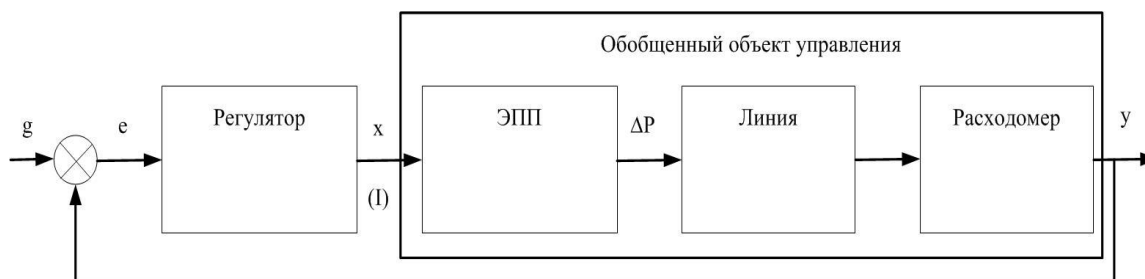 Обобщенный объект управления
g
e
Регулятор
x
(I)
ЭПП
ΔP
Линия
Расходомер
y